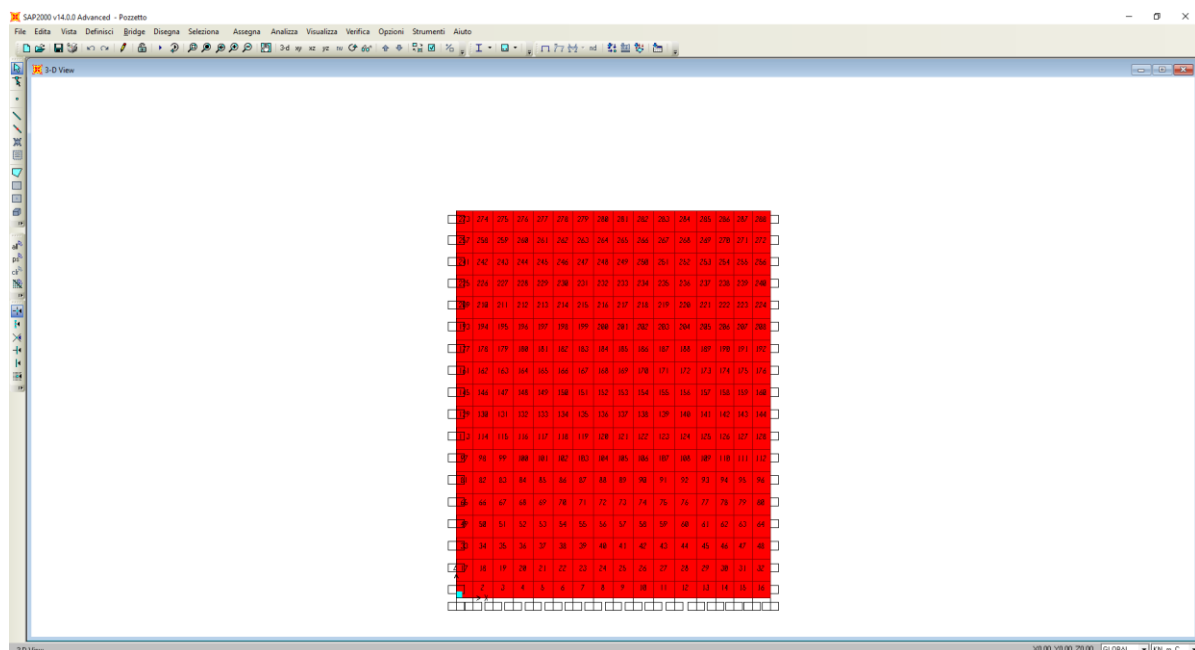 SAP2000 v14.0.0 Advanced - Pozzetto
File Edita Vista Definisci Bridge Disegna Seleziona Assegna Analizza Visualizza Verifica Opzioni Strumenti Aiuto
3-d xy xz yz nv nd
3-D View
274 275 276 277 278 279 280 281 282 283 284 285 286 287 288
258 259 260 261 262 263 264 265 266 267 268 269 270 271 272
242 243 244 245 246 247 248 249 250 251 252 253 254 255 256
226 227 228 229 230 231 232 233 234 235 236 237 238 239 240
210 211 212 213 214 215 216 217 218 219 220 221 222 223 224
194 195 196 197 198 199 200 201 202 203 204 205 206 207 208
178 179 180 181 182 183 184 185 186 187 188 189 190 191 192
162 163 164 165 166 167 168 169 170 171 172 173 174 175 176
146 147 148 149 150 151 152 153 154 155 156 157 158 159 160
130 131 132 133 134 135 136 137 138 139 140 141 142 143 144
114 115 116 117 118 119 120 121 122 123 124 125 126 127 128
98 99 100 101 102 103 104 105 106 107 108 109 110 111 112
82 83 84 85 86 87 88 89 90 91 92 93 94 95 96
66 67 68 69 70 71 72 73 74 75 76 77 78 79 80
50 51 52 53 54 55 56 57 58 59 60 61 62 63 64
34 35 36 37 38 39 40 41 42 43 44 45 46 47 48
18 19 20 21 22 23 24 25 26 27 28 29 30 31 32
2 3 4 5 6 7 8 9 10 11 12 13 14 15 16
3-D View
GLOBAL